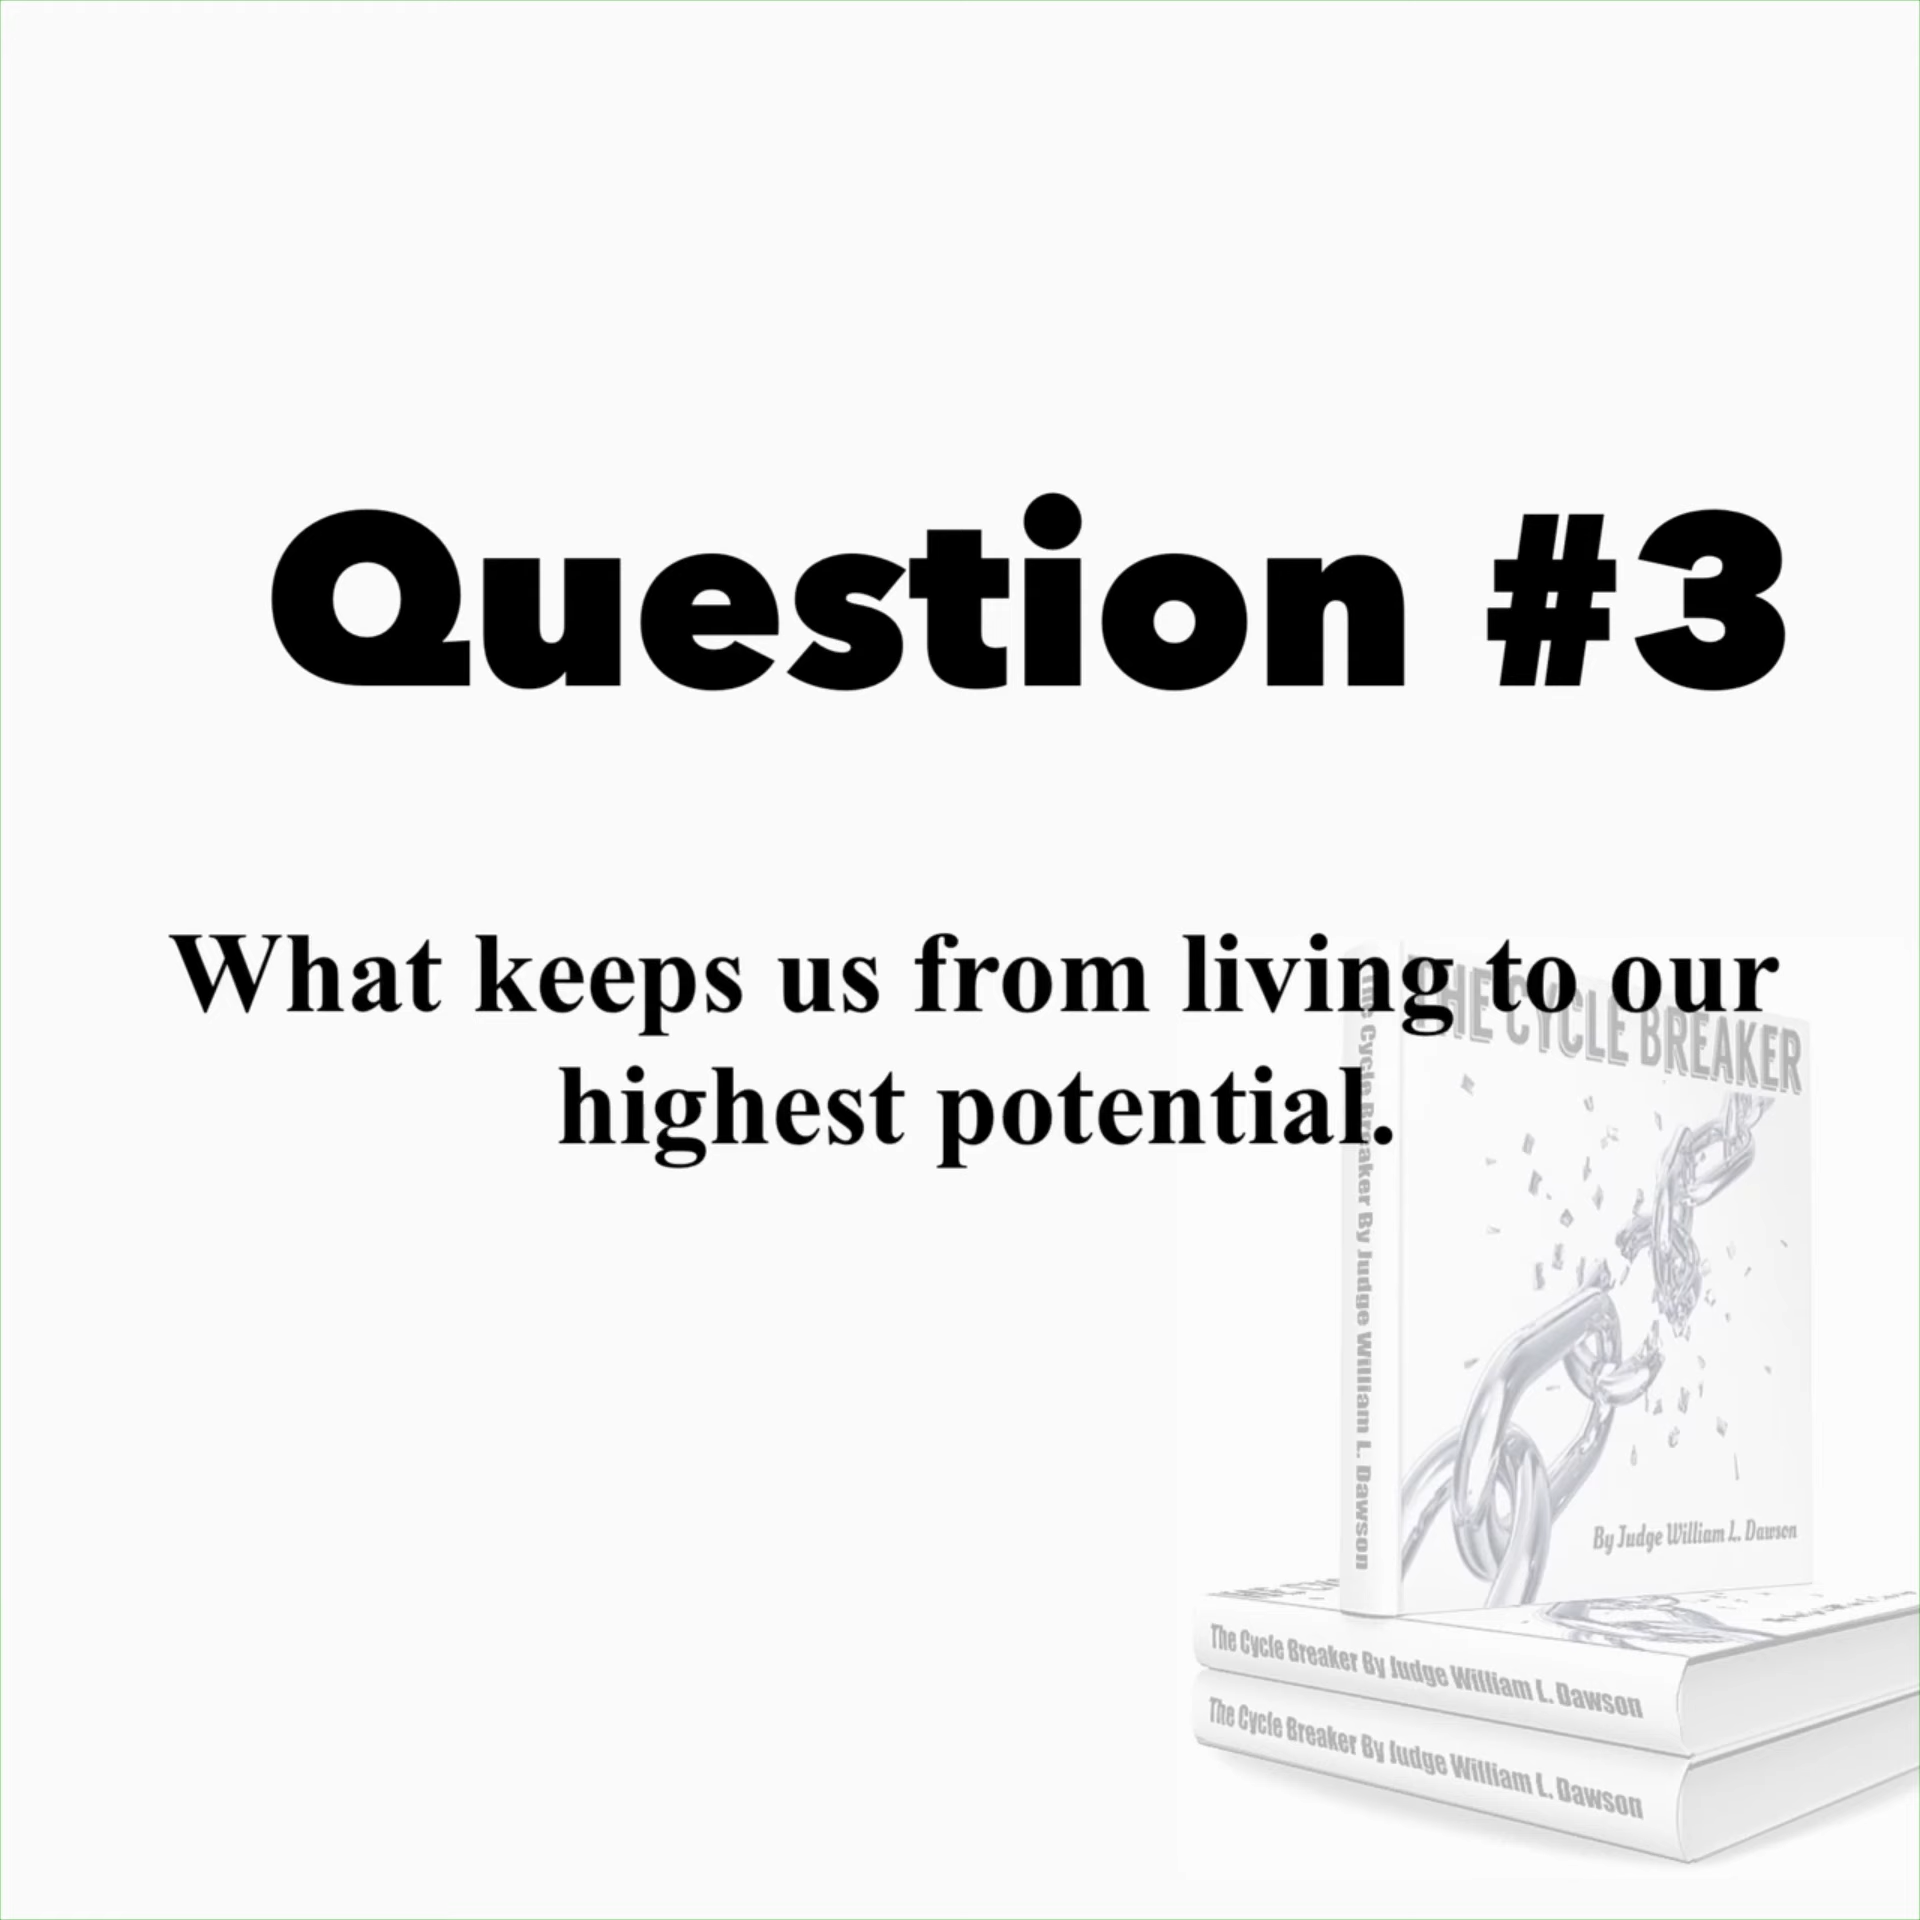 Question #3
What keeps us from living to our
highest potential.
THE CYCLE BREAKER
The Cycle Breaker By Judge William L. Dawson
By Judge William L. Dawson
The Cycle Breaker By Judge William L. Dawson
The Cycle Breaker By Judge William L. Dawson